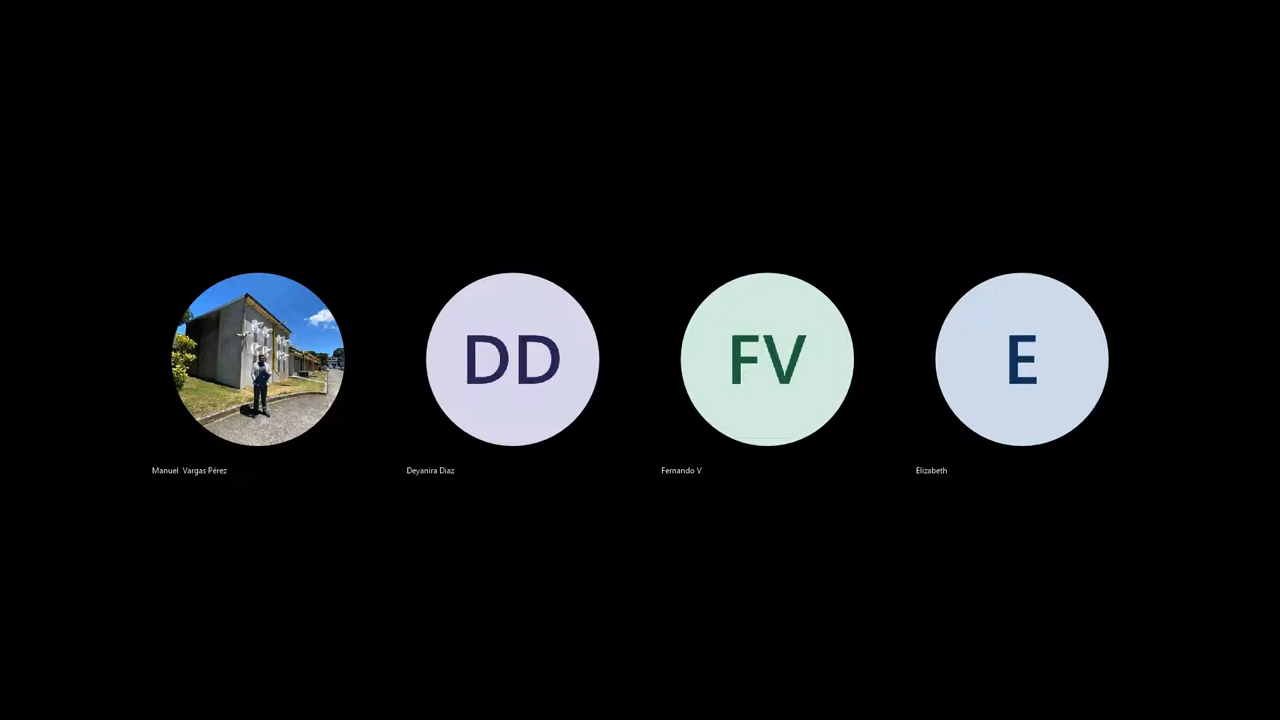 DD
FV
E
Manuel Vargas Pérez
Deyanira Diaz
Fernando V
Elizabeth